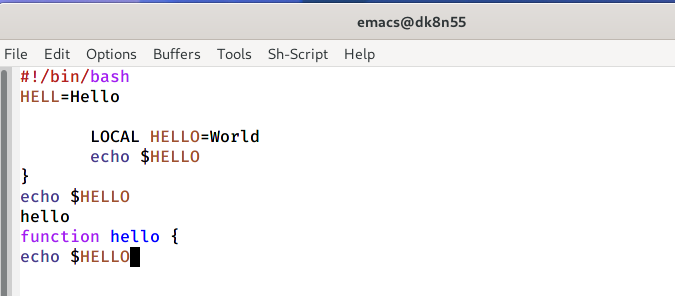 emacs@dk8n55
File Edit Options Buffers Tools Sh-Script Help
#!/bin/bash
HELL=Hello
LOCAL HELLO=World
echo $HELLO
}
echo $HELLO
hello
function hello {
echo $HELLO